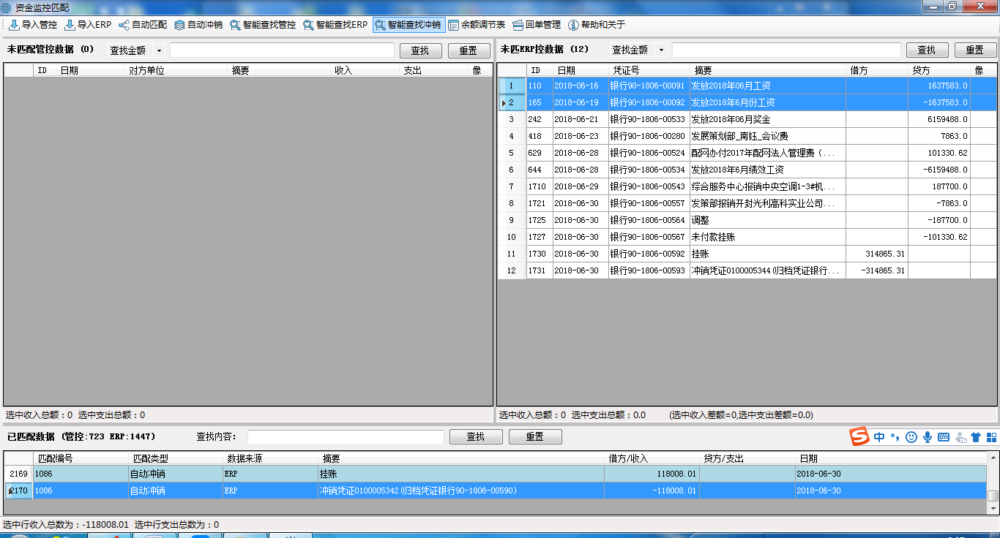 资金监控匹配
导入管控 导入ERP 自动匹配 自动冲销 智能查找管控 智能查找ERP 智能查找冲销 余额调节表 回单管理 帮助和关于
未匹配管控数据 (0) 查找金额 查找 重置
ID 日期 对方单位 摘要 收入 支出 像
选中收入总额：0 选中支出总额：0
未匹ERP控数据 (12) 查找金额 查找 重置
ID 日期 凭证号 摘要 借方 贷方 像
1 110 2018-06-16 银行90-1806-00091 发放2018年06月工资 1637583.0
2 165 2018-06-19 银行90-1806-00092 发放2018年6月份工资 -1637583.0
3 242 2018-06-21 银行90-1806-00533 发放2018年06月奖金 6159488.0
4 418 2018-06-23 银行90-1806-00280 发展策划部_南钰_会议费 7863.0
5 629 2018-06-28 银行90-1806-00524 配网办付2017年配网法人管理费（... 101330.62
6 644 2018-06-28 银行90-1806-00534 发放2018年6月绩效工资 -6159488.0
7 1710 2018-06-29 银行90-1806-00543 综合服务中心报销中央空调1-3#机... 187700.0
8 1721 2018-06-30 银行90-1806-00557 发策部报销开封光利高科实业公司... -7863.0
9 1725 2018-06-30 银行90-1806-00564 调整 -187700.0
10 1727 2018-06-30 银行90-1806-00567 未付款挂账 -101330.62
11 1730 2018-06-30 银行90-1806-00592 挂账 314865.31
12 1731 2018-06-30 银行90-1806-00593 冲销凭证0100005344(归档凭证银行... -314865.31
选中收入总额：0 选中支出总额：0.0 (选中收入差额=0,选中支出差额=0.0)
已匹配数据 (管控:723 ERP:1447) 查找内容： 查找 重置
中
匹配编号 匹配类型 数据来源 摘要 借方/收入 贷方/支出 日期
2169 1086 自动冲销 ERP 挂账 118008.01 2018-06-30
2170 1086 自动冲销 ERP 冲销凭证0100005342(归档凭证银行90-1806-00590) -118008.01 2018-06-30
选中行收入总数为：-118008.01 选中行支出总数为：0